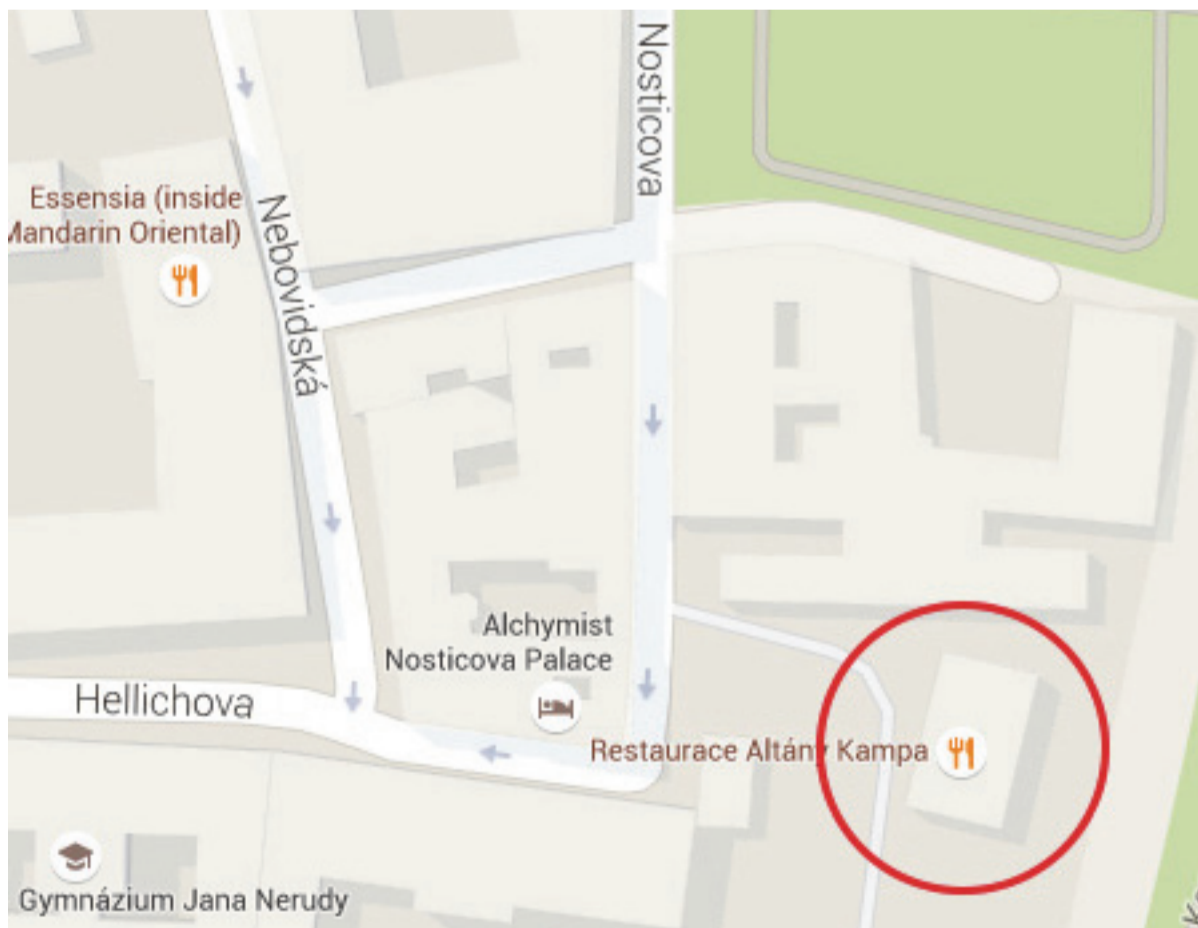 Nosticova
Essensia (inside
Mandarin Oriental)
Nebovidská
Alchymist
Nosticova Palace
Hellichova
Restaurace Altány Kampa
Gymnázium Jana Nerudy